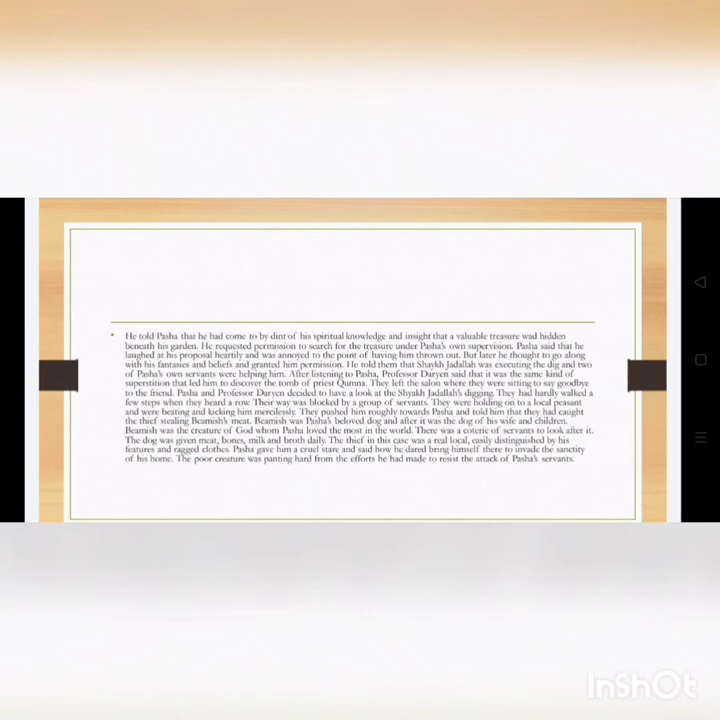 • He told Pasha that he had come to by dint of his spiritual knowledge and insight that a valuable treasure wad hidden
beneath his garden. He requested permission to search for the treasure under Pasha's own supervision. Pasha said that he
laughed at his proposal heartily and was annoyed to the point of having him thrown out. But later he thought to go along
with his fantasies and beliefs and granted him permission. He told them that Shaykh Jadallah was executing the dig and two
of Pasha's own servants were helping him. After listening to Pasha, Professor Daryen said that it was the same kind of
superstition that led him to discover the tomb of priest Qumna. They left the salon where they were sitting to say goodbye
to the friend. Pasha and Professor Daryen decided to have a look at the Shyakh Jadallah's digging. They had hardly walked a
few steps when they heard a row. Their way was blocked by a group of servants. They were holding on to a local peasant
and were beating and kicking him mercilessly. They pushed him roughly towards Pasha and told him that they had caught
the thief stealing Beamish's meat. Beamish was Pasha's beloved dog and after it was the dog of his wife and children.
Beamish was the creature of God whom Pasha loved the most in the world. There was a coterie of servants to look after it.
The dog was given meat, bones, milk and broth daily. The thief in this case was a real local, easily distinguished by his
features and ragged clothes. Pasha gave him a cruel stare and said how he dared bring himself there to invade the sanctity
of his home. The poor creature was panting hard from the efforts he had made to resist the attack of Pasha's servants.
InShOt